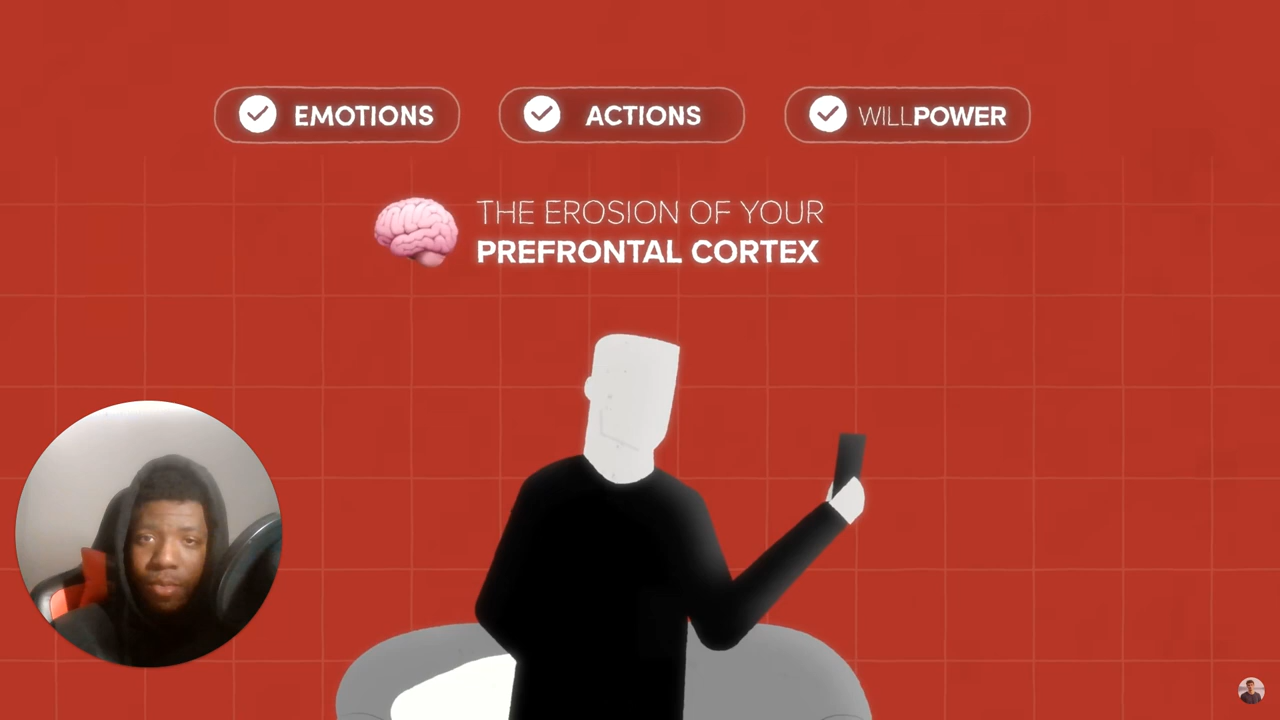 EMOTIONS
ACTIONS
WILLPOWER
THE EROSION OF YOUR
PREFRONTAL CORTEX